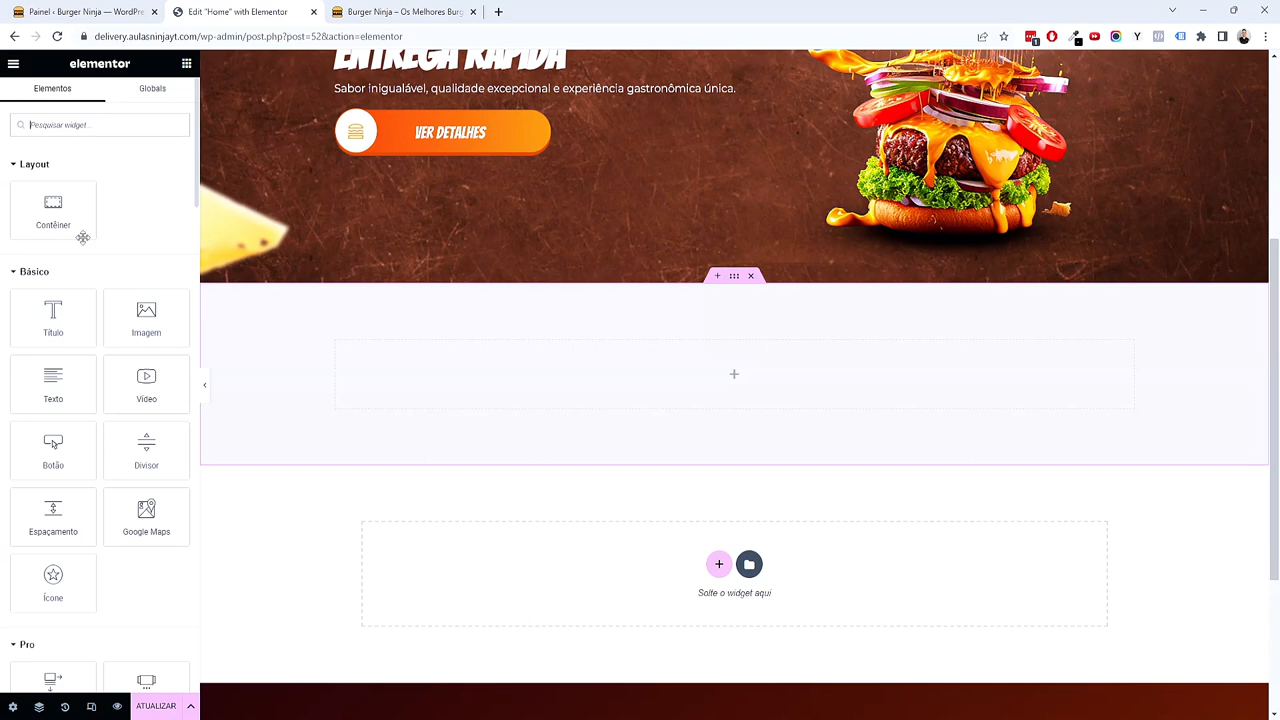 Painel ‹ Burger Ninja — WordPre
Edit "Home" with Elementor
Burger Ninja – Os Melhores Burg
delivery.aulasninjayt.com/wp-admin/post.php?post=52&action=elementor
elementor
Elementos
Globais
Pesquisar widget...
Layout
Contêiner
Básico
Título
Imagem
Texto
Vídeo
Botão
Divisor
Espaçamento
Google Maps
Ícone
Pro
ATUALIZAR
ENTREGA RÁPIDA
Sabor inigualável, qualidade excepcional e experiência gastronômica única.
VER DETALHES
Solte o widget aqui